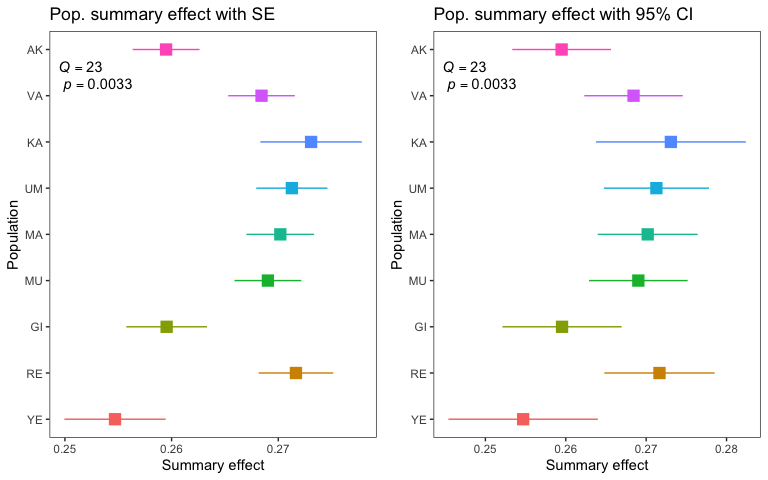 Pop. summary effect with SE
AK
VA
KA
UM
MA
MU
GI
RE
YE
Population
Q = 23
p = 0.0033
0.25 0.26 0.27
Summary effect
Pop. summary effect with 95% CI
AK
VA
KA
UM
MA
MU
GI
RE
YE
Population
Q = 23
p = 0.0033
0.25 0.26 0.27 0.28
Summary effect